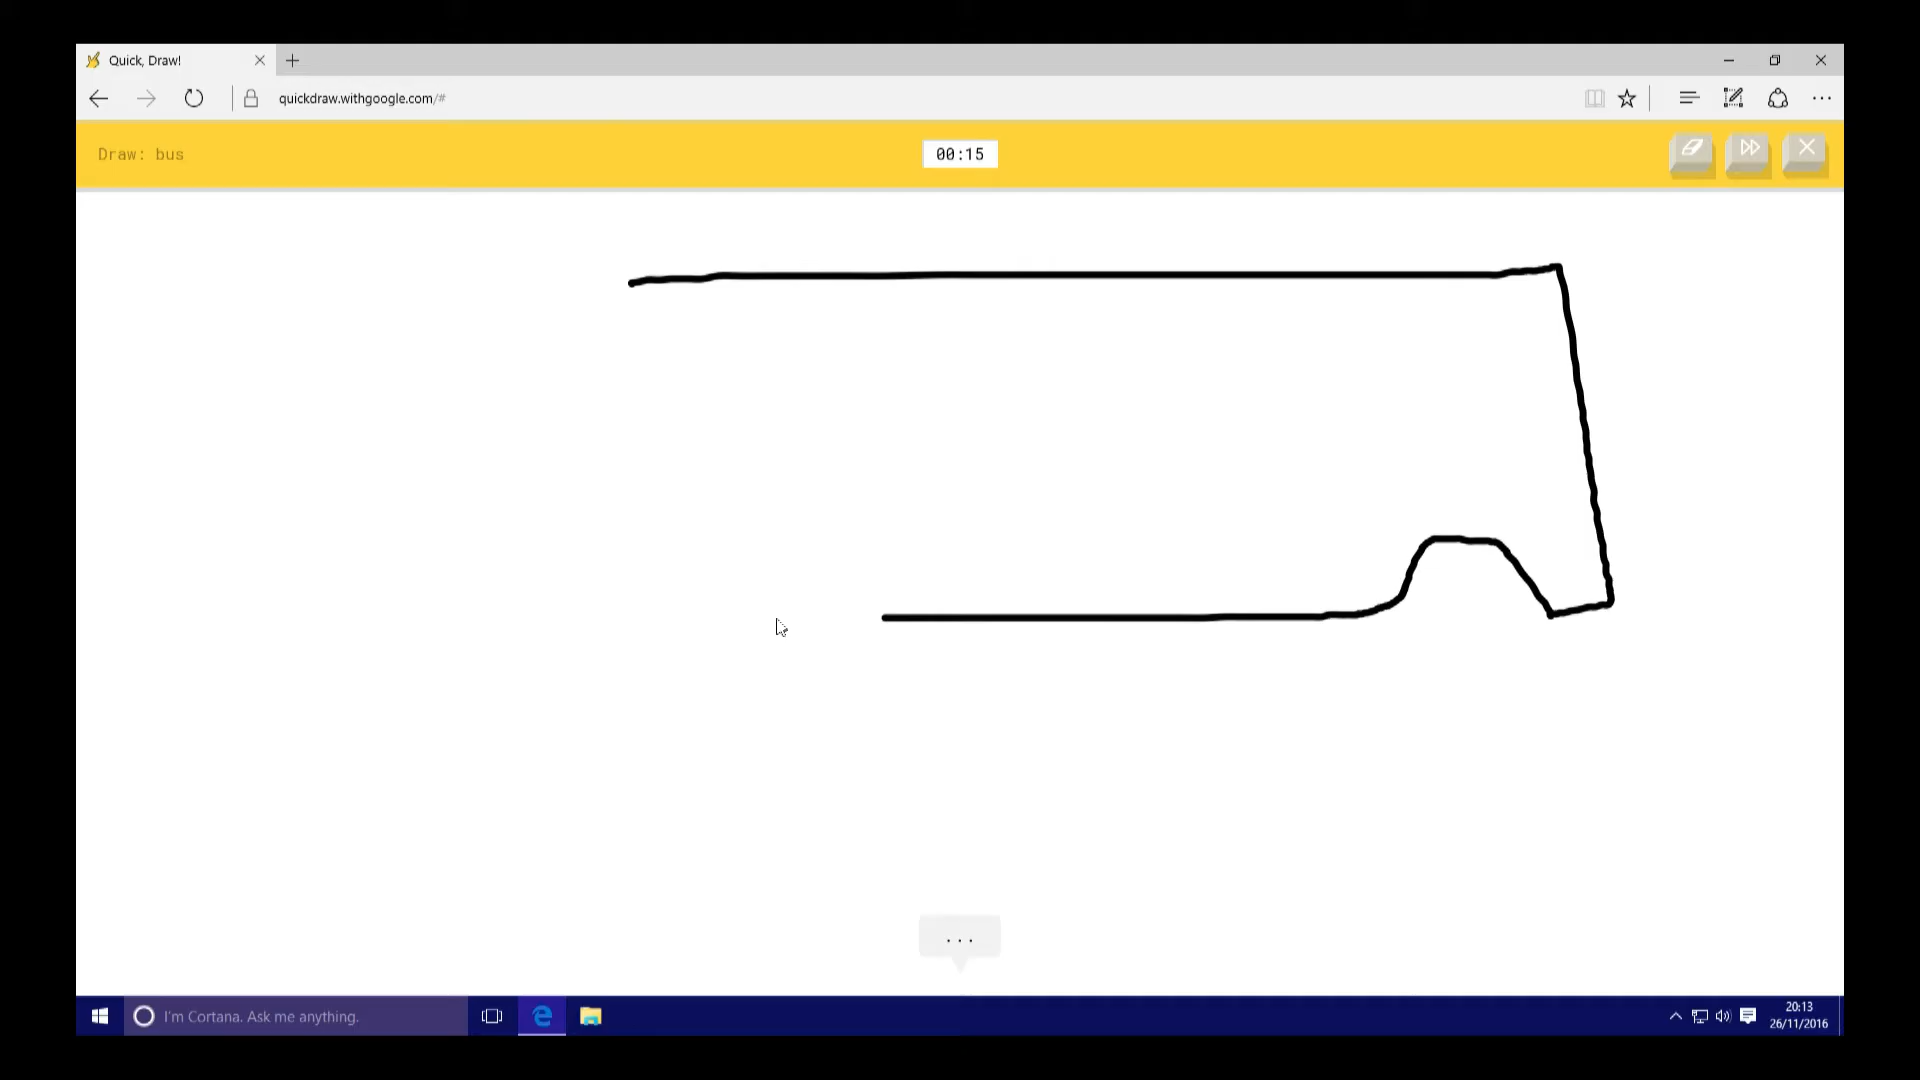 Quick, Draw!
quickdraw.withgoogle.com/#
Draw: bus
00:15
...
I'm Cortana. Ask me anything.
20:13
26/11/2016